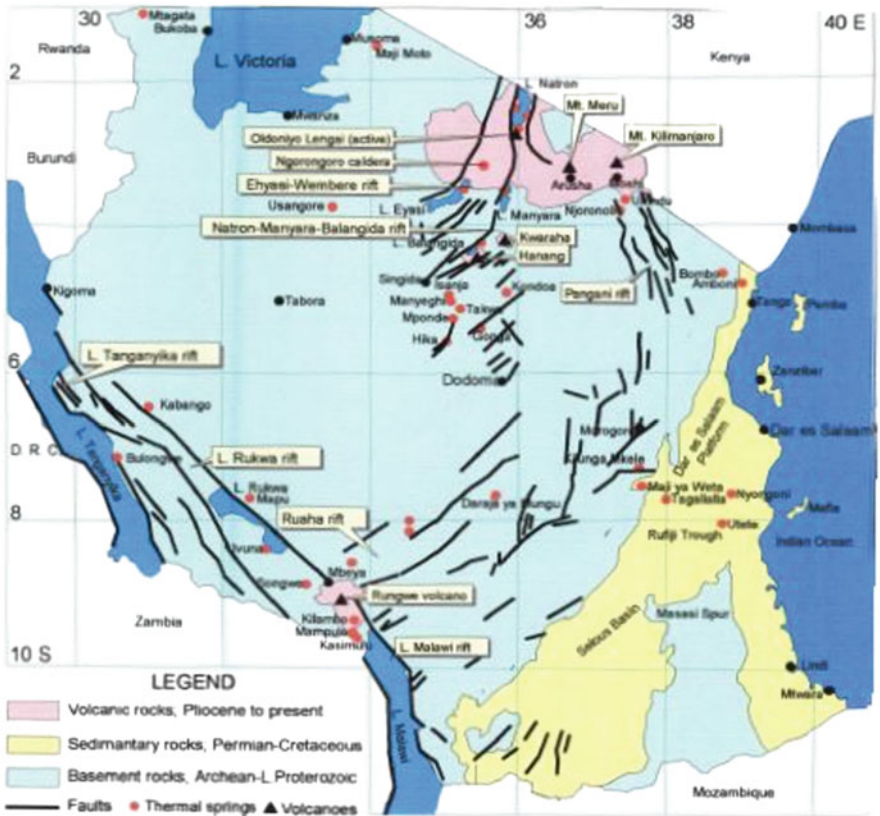 30
36
38
40 E
Mtagata
Bukoba
Rwanda
Musoma
Maji Moto
L. Victoria
Kenya
2
L. Natron
Mt. Meru
Mwanza
Mt. Kilimanjaro
Oldoniyo Lengai (active)
Burundi
Ngorongoro caldera
Ehyasi-Wembere rift
Arusha
Usangore
L. Eyasi
L. Manyara
Natron-Manyara-Balangida rift
Mombasa
L. Balangida
Kwaraha
Hanang
Singida
Isanja
Kondoa
Pangani rift
Bombo
Amboni
Kigoma
Tabora
Manyeghi
Takwa
Mponde
Tanga
Pemba
Hika
Gonga
L. Tanganyika rift
6
Dodoma
Zanzibar
Kabango
Dar es Salaam
Platform
Dar es Salaam
D. R. C.
L. Tanganyika
L. Rukwa rift
L. Rukwa
Mapu
Maji ya Weta
Tagalala
Nyongoni
Ruaha rift
Daraja ya Mungu
Mafia
8
Utete
Rufiji Trough
Indian Ocean
Ivuna
Mbeya
Songwe
Rungwe volcano
Zambia
Kilambo
Mampulo
Kasimulu
Selous Basin
Masasi Spur
L. Malawi rift
10 S
Lindi
Mtwara
L. Malawi
Mozambique
LEGEND
Volcanic rocks; Pliocene to present
Sedimantary rocks; Permian-Cretaceous
Basement rocks, Archean-L.Proterozoic
Faults
Thermal springs
Volcanoes